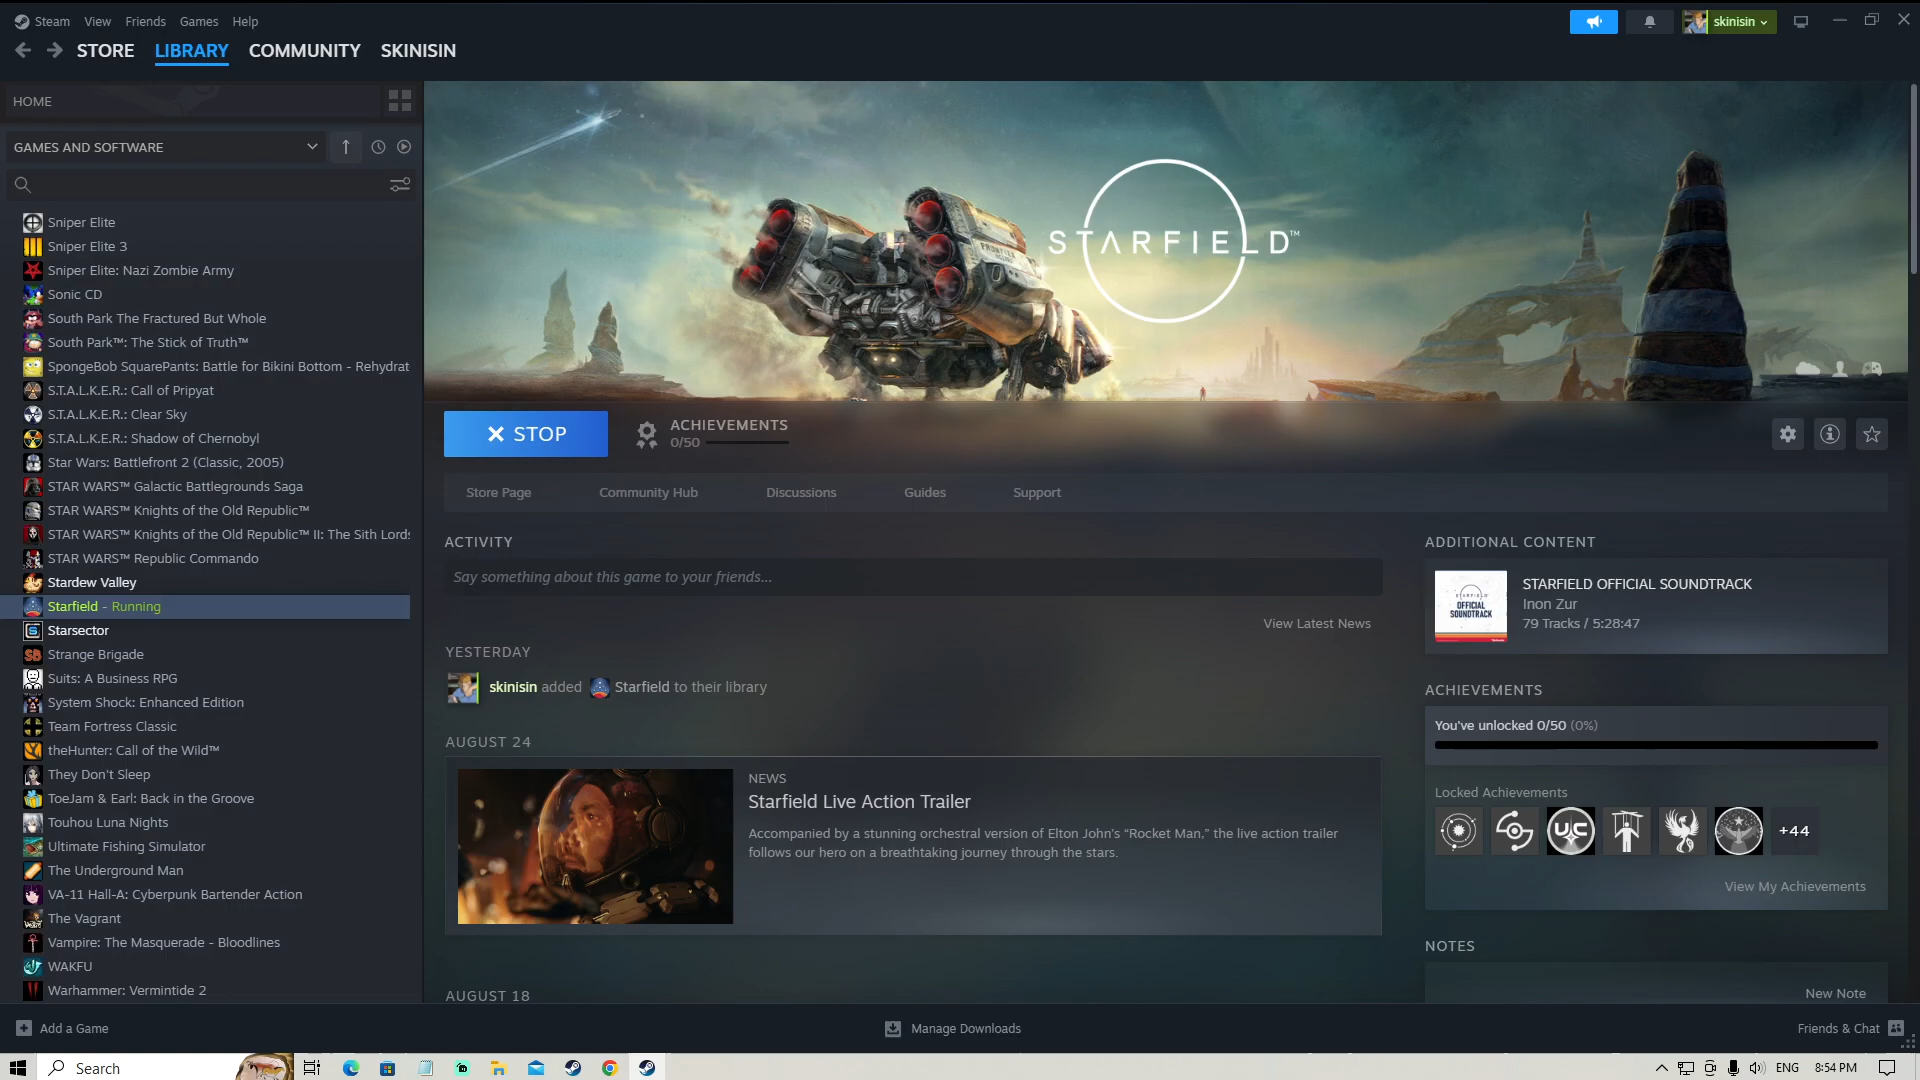 Steam View Friends Games Help
skinisin
STORE LIBRARY COMMUNITY SKINISIN
HOME
GAMES AND SOFTWARE
Sniper Elite
Sniper Elite 3
Sniper Elite: Nazi Zombie Army
Sonic CD
South Park The Fractured But Whole
South Park™: The Stick of Truth™
SpongeBob SquarePants: Battle for Bikini Bottom - Rehydrat
S.T.A.L.K.E.R.: Call of Pripyat
S.T.A.L.K.E.R.: Clear Sky
S.T.A.L.K.E.R.: Shadow of Chernobyl
Star Wars: Battlefront 2 (Classic, 2005)
STAR WARS™ Galactic Battlegrounds Saga
STAR WARS™ Knights of the Old Republic™
STAR WARS™ Knights of the Old Republic™ II: The Sith Lords
STAR WARS™ Republic Commando
Stardew Valley
Starfield - Running
Starsector
Strange Brigade
Suits: A Business RPG
System Shock: Enhanced Edition
Team Fortress Classic
theHunter: Call of the Wild™
They Don't Sleep
ToeJam & Earl: Back in the Groove
Touhou Luna Nights
Ultimate Fishing Simulator
The Underground Man
VA-11 Hall-A: Cyberpunk Bartender Action
The Vagrant
Vampire: The Masquerade - Bloodlines
WAKFU
Warhammer: Vermintide 2
STARFIELD™
STOP
ACHIEVEMENTS
0/50
Store Page Community Hub Discussions Guides Support
ACTIVITY
Say something about this game to your friends...
View Latest News
YESTERDAY
skinisin added Starfield to their library
AUGUST 24
NEWS
Starfield Live Action Trailer
Accompanied by a stunning orchestral version of Elton John's “Rocket Man,” the live action trailer
follows our hero on a breathtaking journey through the stars.
AUGUST 18
ADDITIONAL CONTENT
OFFICIAL
SOUNDTRACK
STARFIELD OFFICIAL SOUNDTRACK
Inon Zur
79 Tracks / 5:28:47
ACHIEVEMENTS
You've unlocked 0/50 (0%)
Locked Achievements
UC
+44
View My Achievements
NOTES
New Note
Add a Game
Manage Downloads
Friends & Chat
Search
ENG 8:54 PM